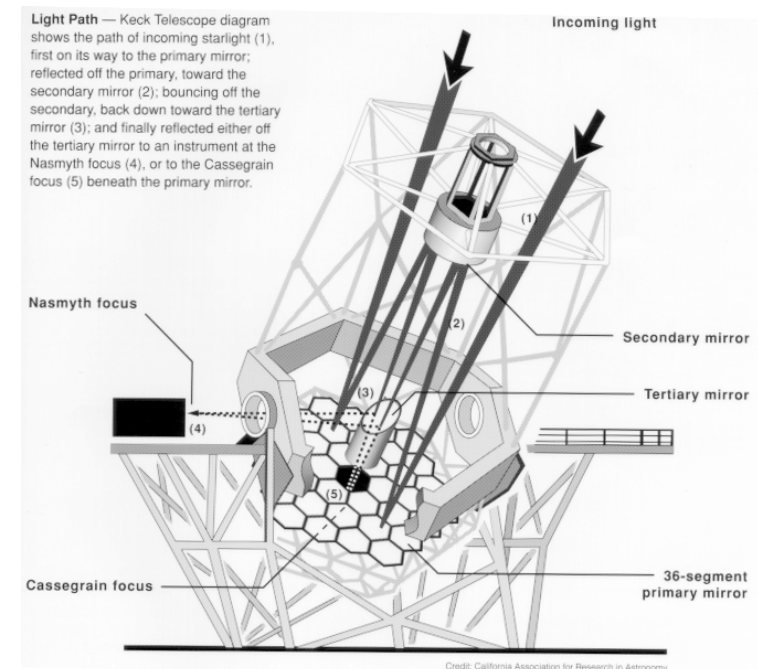 Light Path — Keck Telescope diagram
shows the path of incoming starlight (1),
first on its way to the primary mirror;
reflected off the primary, toward the
secondary mirror (2); bouncing off the
secondary, back down toward the tertiary
mirror (3); and finally reflected either off
the tertiary mirror to an instrument at the
Nasmyth focus (4), or to the Cassegrain
focus (5) beneath the primary mirror.
Incoming light
(1)
(2)
Nasmyth focus
Secondary mirror
(3)
Tertiary mirror
(4)
(5)
Cassegrain focus
36-segment
primary mirror
Credit: California Association for Research in Astronomy